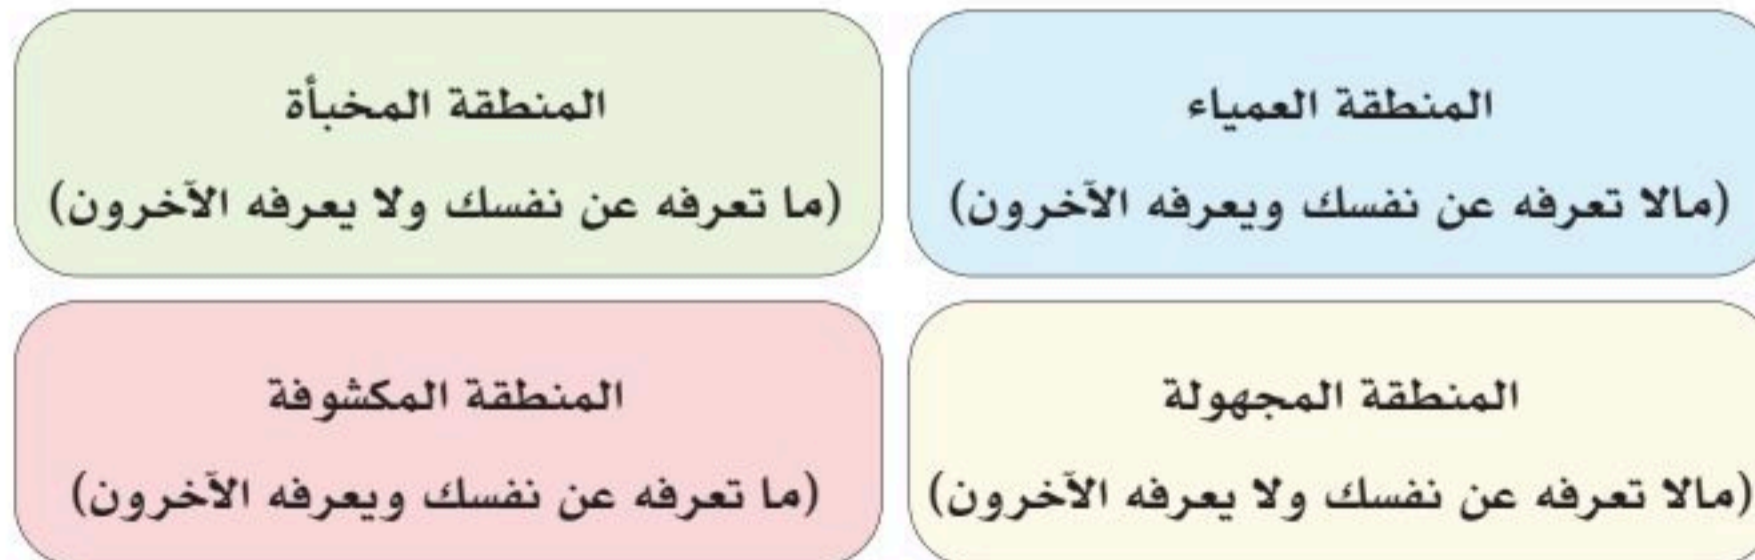 المنطقة العمياء
(مالا تعرفه عن نفسك ويعرفه الآخرون)
المنطقة المخبأة
(ما تعرفه عن نفسك ولا يعرفه الآخرون)
المنطقة المجهولة
(مالا تعرفه عن نفسك ولا يعرفه الآخرون)
المنطقة المكشوفة
(ما تعرفه عن نفسك ويعرفه الآخرون)